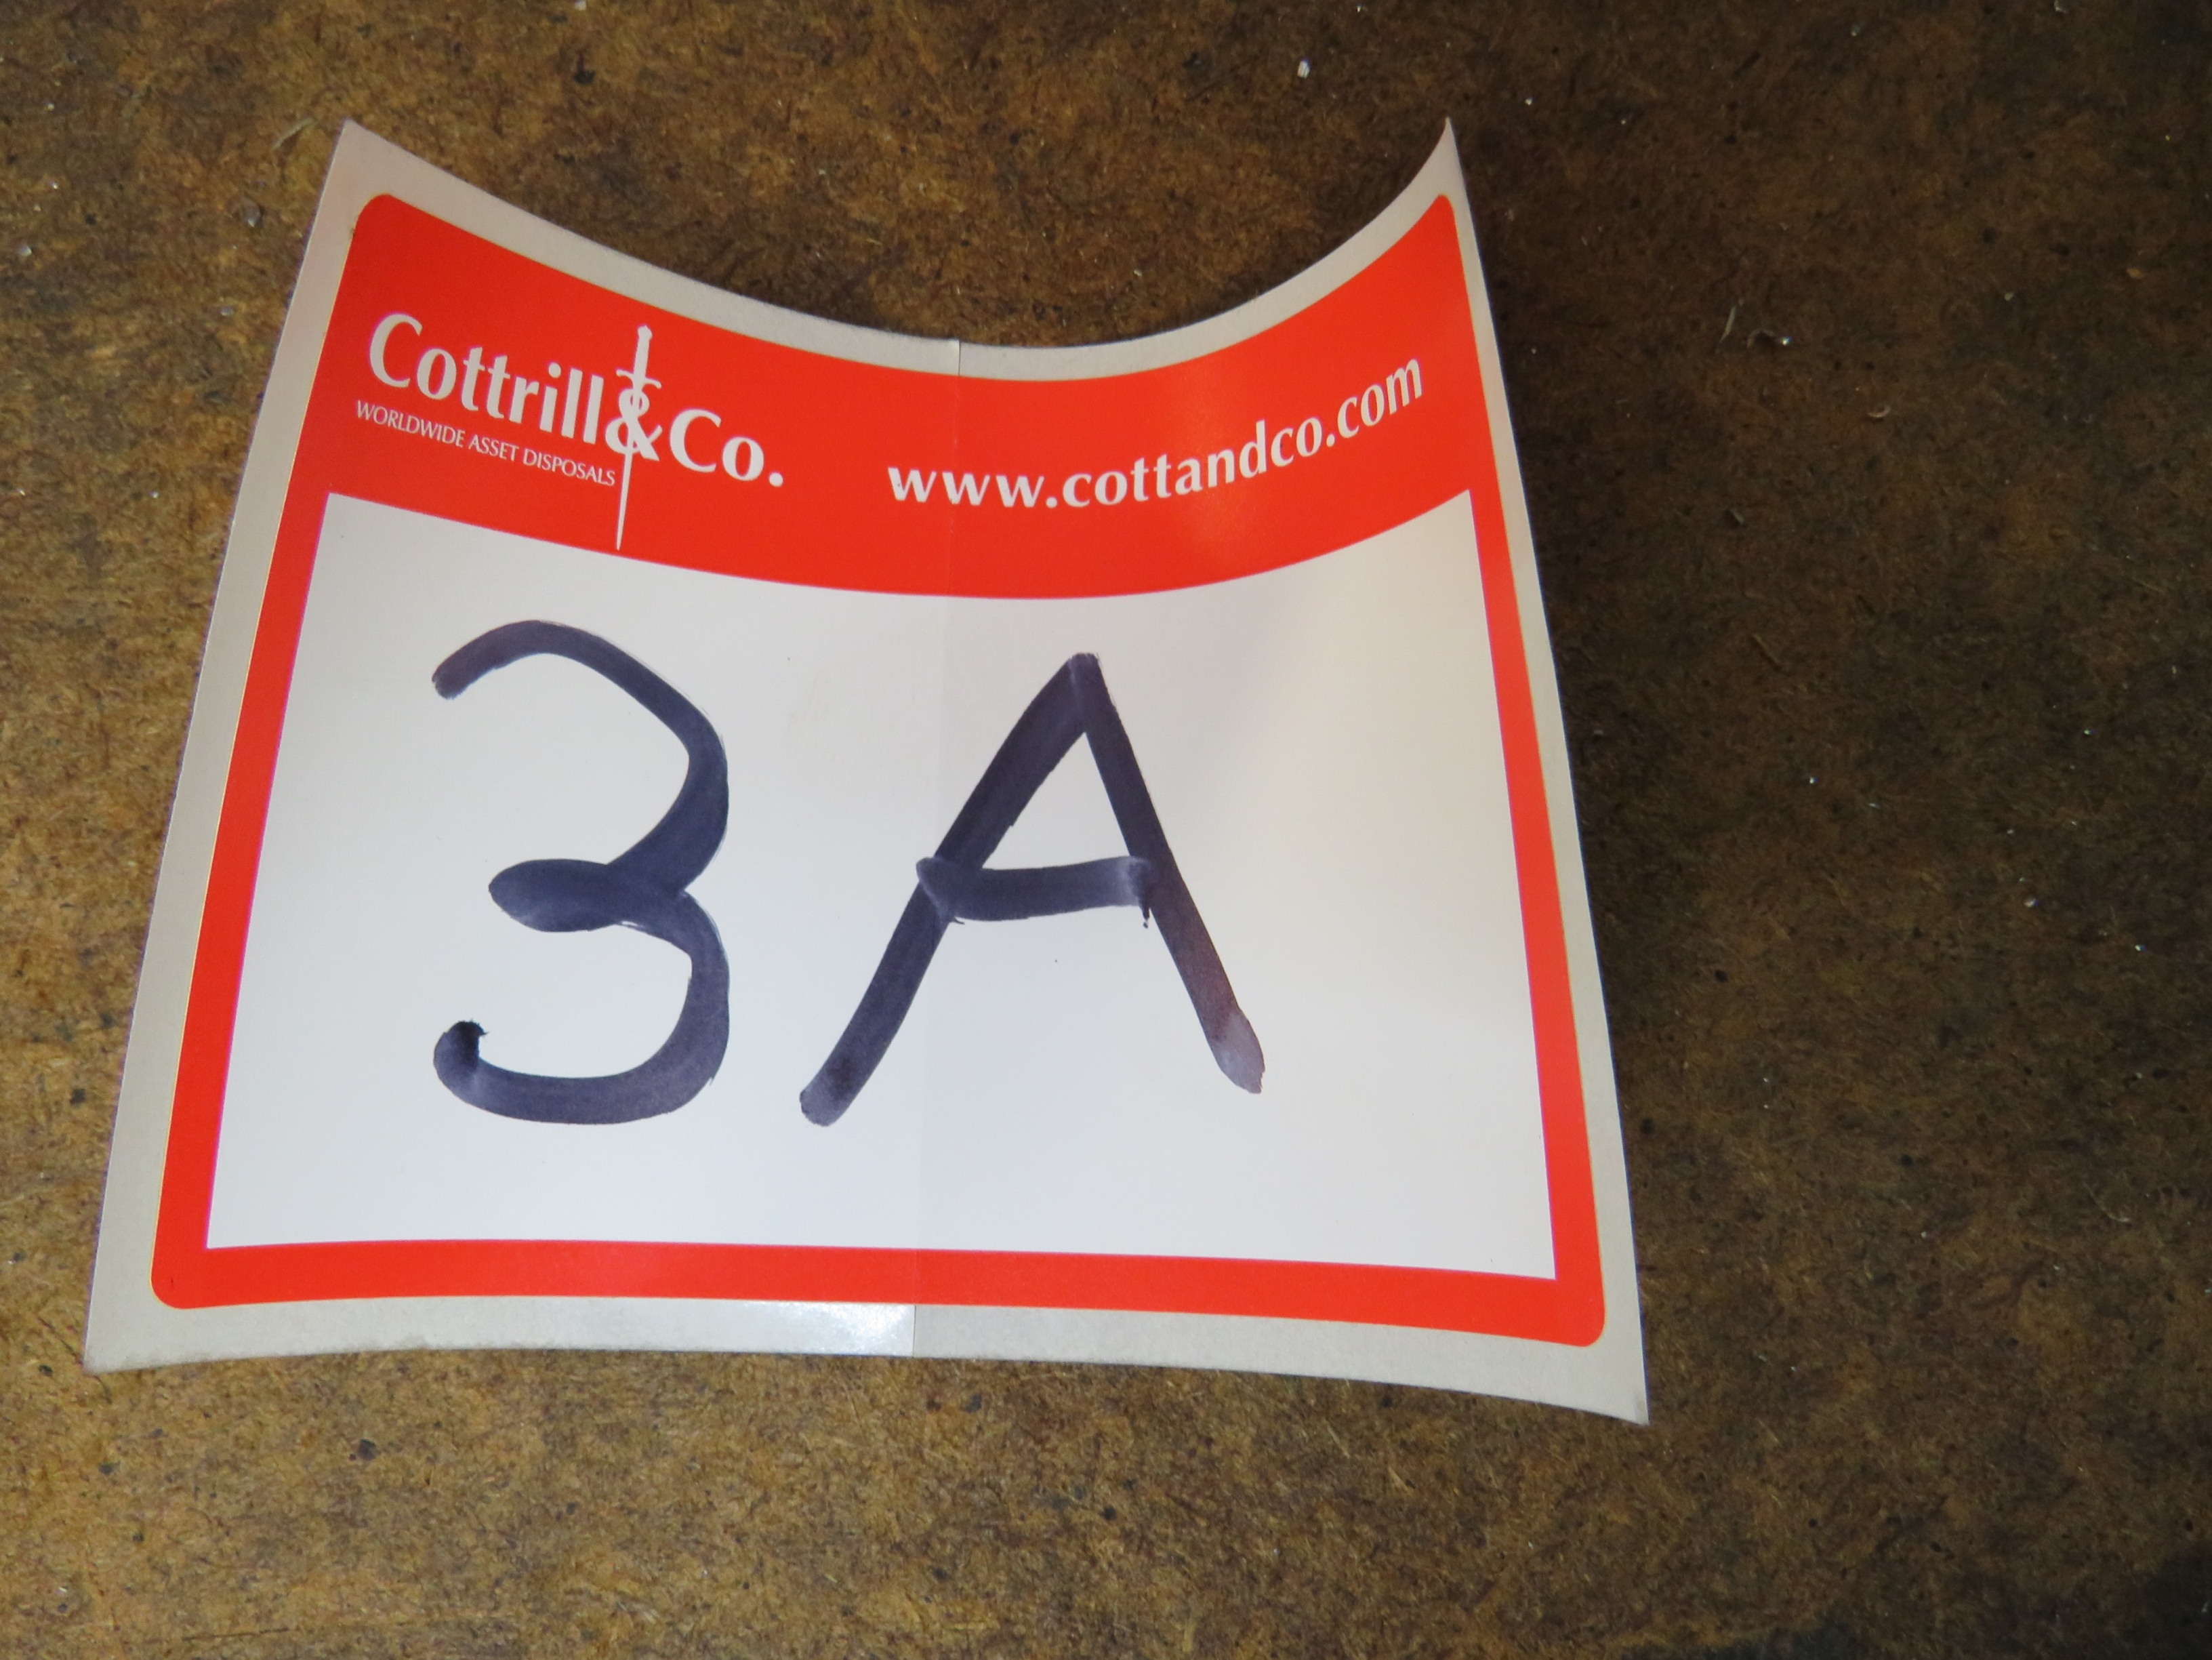 Cottrill&Co.
WORLDWIDE ASSET DISPOSALS
www.cottandco.com
3A